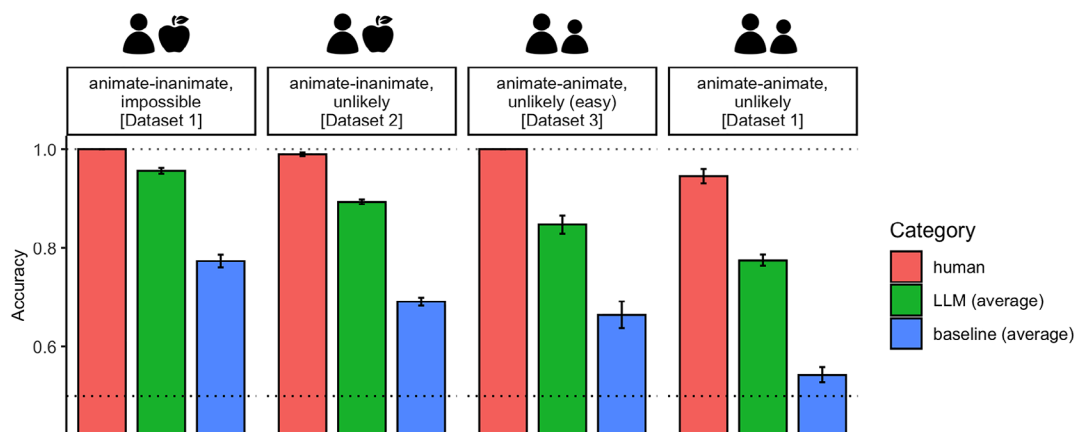 animate-inanimate,
impossible
[Dataset 1]
animate-inanimate,
unlikely
[Dataset 2]
animate-animate,
unlikely (easy)
[Dataset 3]
animate-animate,
unlikely
[Dataset 1]
1.0
0.8
0.6
Accuracy
Category
human
LLM (average)
baseline (average)